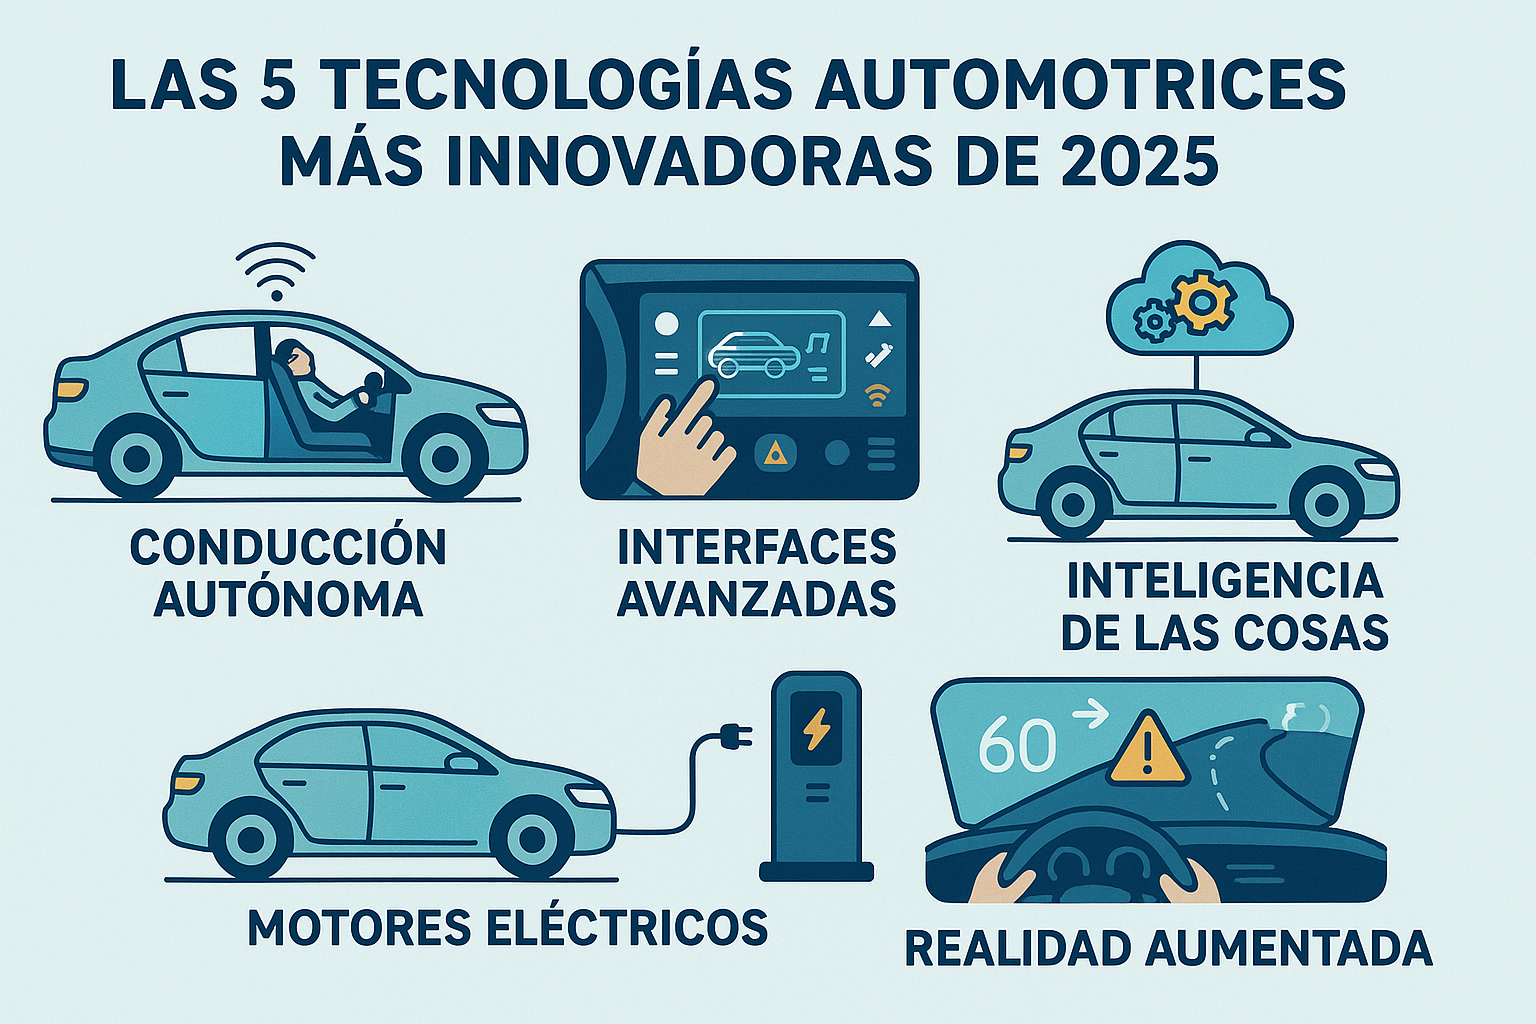 LAS 5 TECNOLOGÍAS AUTOMOTRICES
MÁS INNOVADORAS DE 2025
CONDUCCIÓN
AUTÓNOMA
INTERFACES
AVANZADAS
INTELIGENCIA
DE LAS COSAS
60
MOTORES ELÉCTRICOS
REALIDAD AUMENTADA